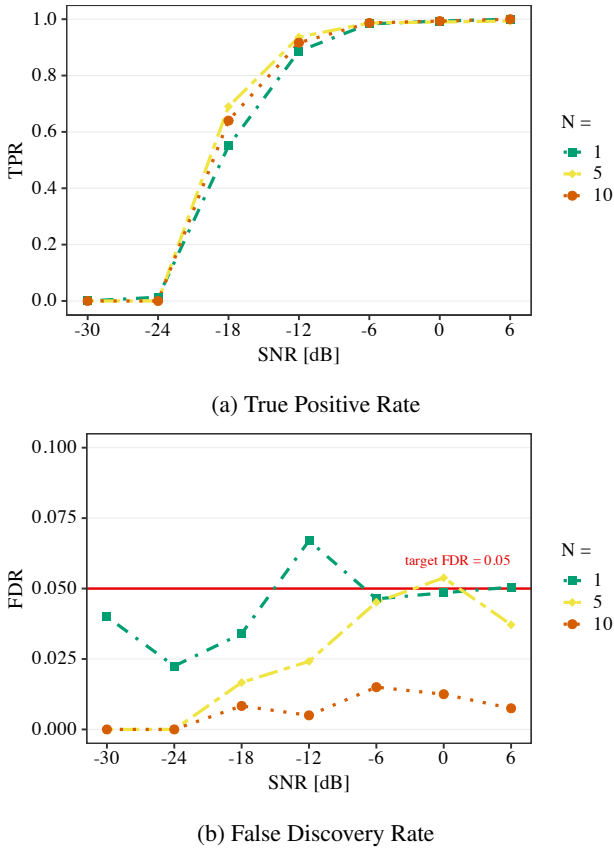 1.0
0.8
0.6
0.4
0.2
0.0
TPR
-30 -24 -18 -12 -6 0 6
SNR [dB]
N =
1
5
10
(a) True Positive Rate
0.100
0.075
0.050
0.025
0.000
FDR
target FDR = 0.05
-30 -24 -18 -12 -6 0 6
SNR [dB]
N =
1
5
10
(b) False Discovery Rate